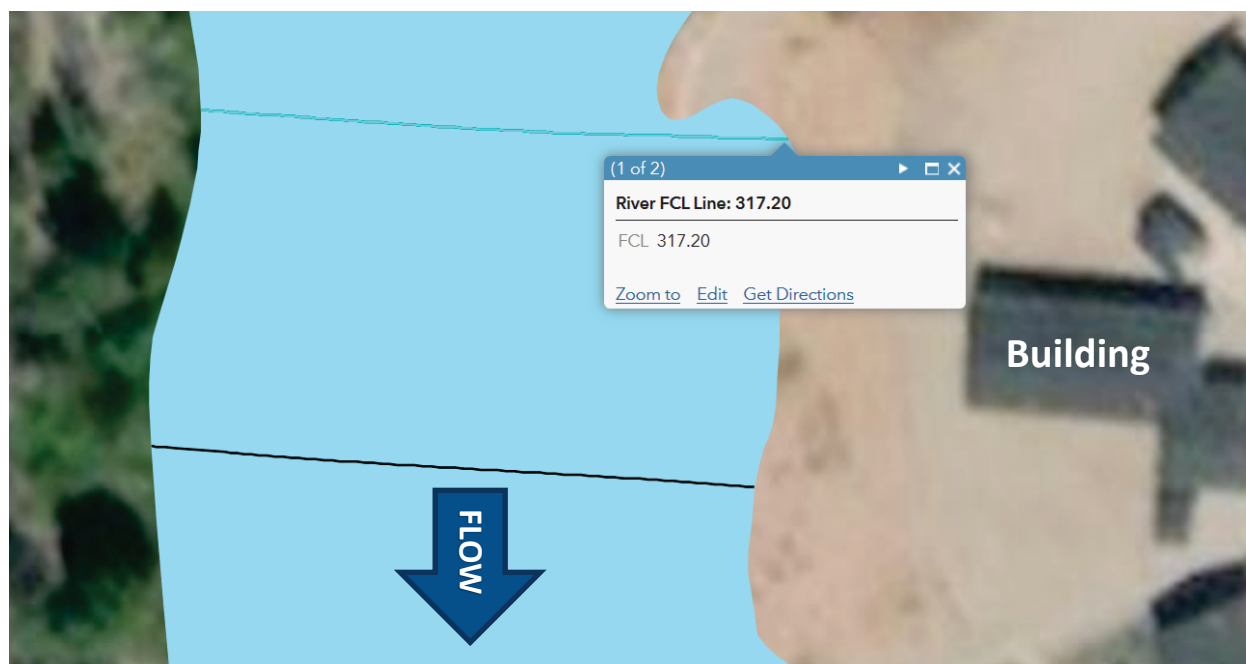 (1 of 2)
River FCL Line: 317.20
FCL 317.20
Zoom to Edit Get Directions
Building
FLOW